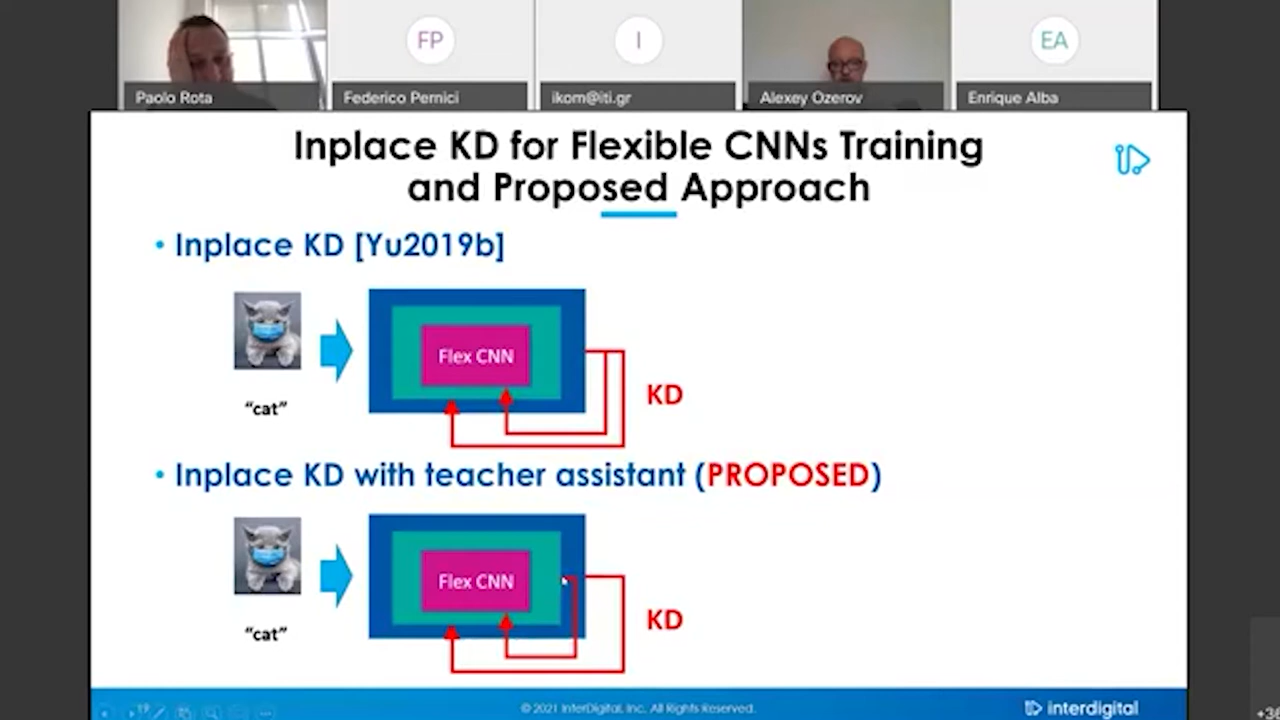 FP
I
EA
Paolo Rota
Federico Pernici
ikom@iti.gr
Alexey Ozerov
Enrique Alba
Inplace KD for Flexible CNNs Training
and Proposed Approach
• Inplace KD [Yu2019b]
Flex CNN
KD
"cat"
• Inplace KD with teacher assistant (PROPOSED)
Flex CNN
KD
"cat"
19
© 2021 InterDigital, Inc. All Rights Reserved.
interdigital